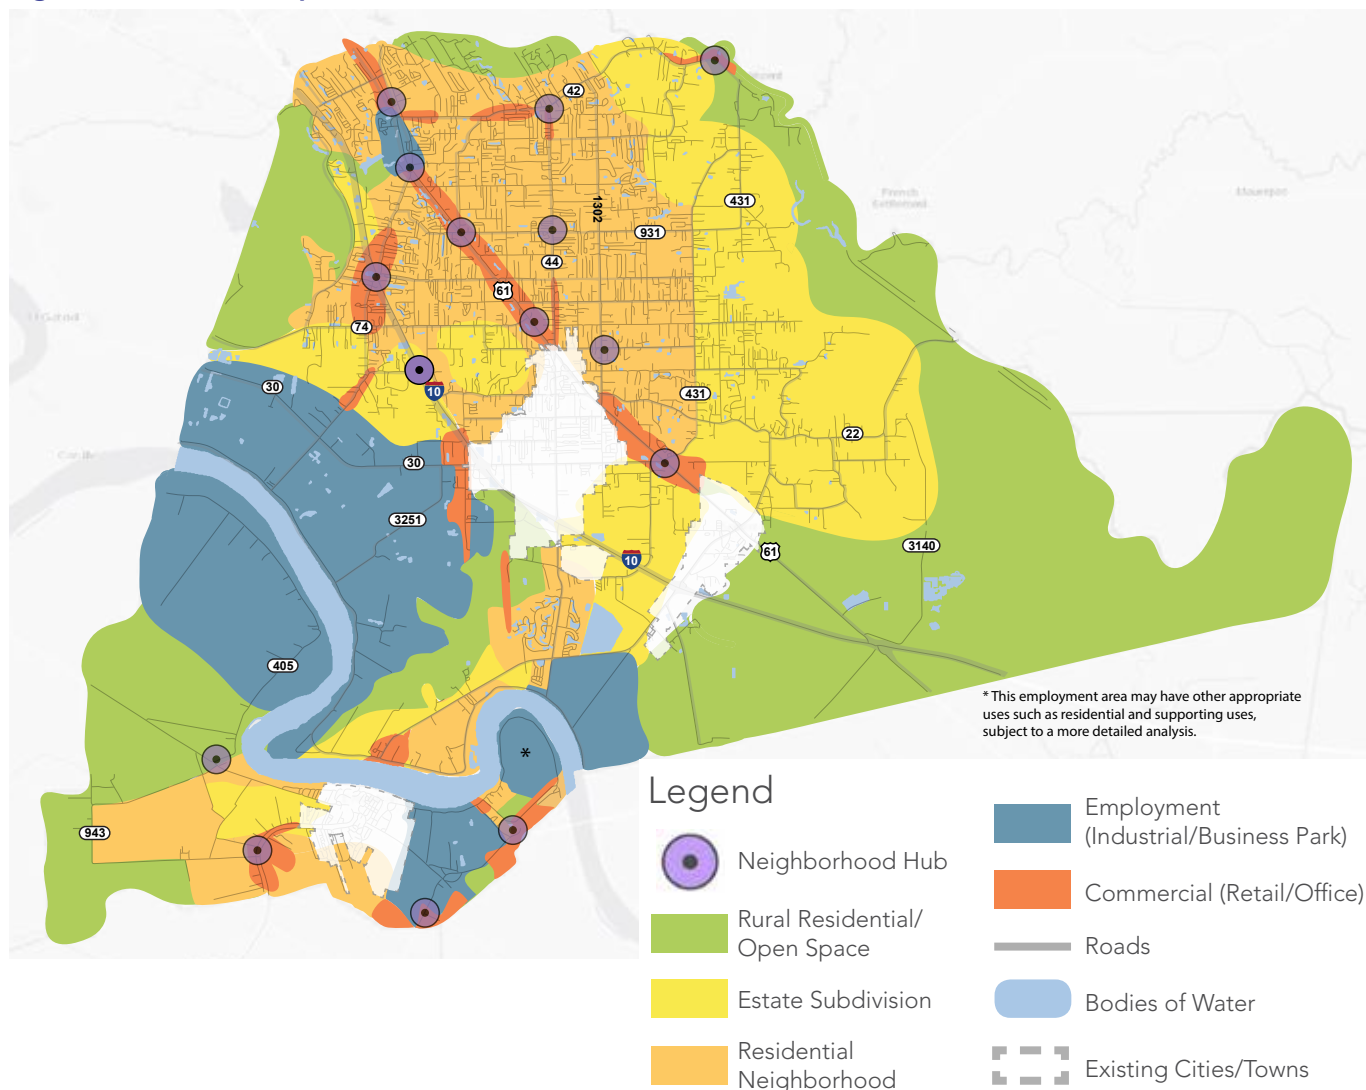 42
431
1302
931
44
61
74
10
30
431
22
30
3251
10
61
3140
405
943
French
Settlement
* This employment area may have other appropriate
uses such as residential and supporting uses,
subject to a more detailed analysis.
*
Legend
Neighborhood Hub
Rural Residential/
Open Space
Estate Subdivision
Residential
Neighborhood
Employment
(Industrial/Business Park)
Commercial (Retail/Office)
Roads
Bodies of Water
Existing Cities/Towns